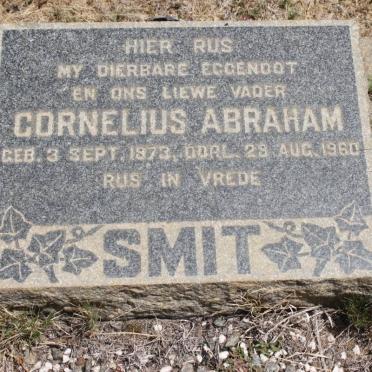 HIER RUS
MY DIERBARE EGGENOOT
EN ONS LIEWE VADER
CORNELIUS ABRAHAM
GEB. 3 SEPT. 1873, OORL. 29 AUG. 1960
RUS IN VREDE
SMIT